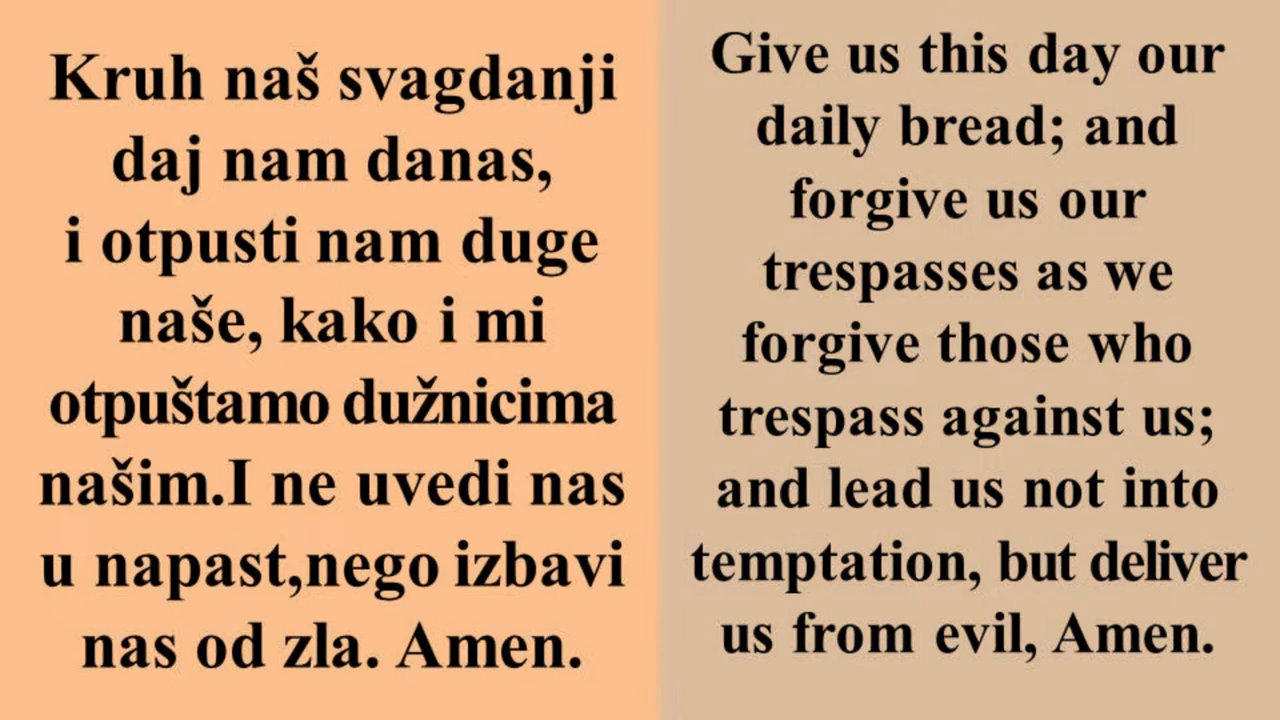 Kruh naš svagdanji
daj nam danas,
i otpusti nam duge
naše, kako i mi
otpuštamo dužnicima
našim.I ne uvedi nas
u napast,nego izbavi
nas od zla. Amen.
Give us this day our
daily bread; and
forgive us our
trespasses as we
forgive those who
trespass against us;
and lead us not into
temptation, but deliver
us from evil, Amen.